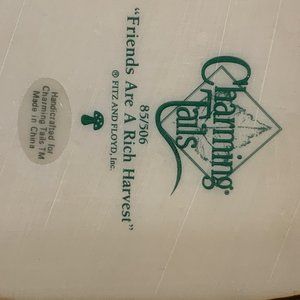 Charming
Tails
85/506
"Friends Are A Rich Harvest"
® FITZ AND FLOYD, Inc.
Handcrafted for
Charming Tails TM
Made in China